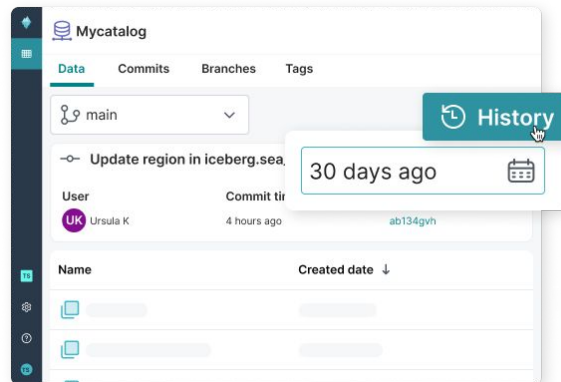 Mycatalog
Data Commits Branches Tags
main
History
Update region in iceberg.sea
30 days ago
User Commit
UK Ursula K 4 hours ago ab134gvh
Name Created date
TS
TS